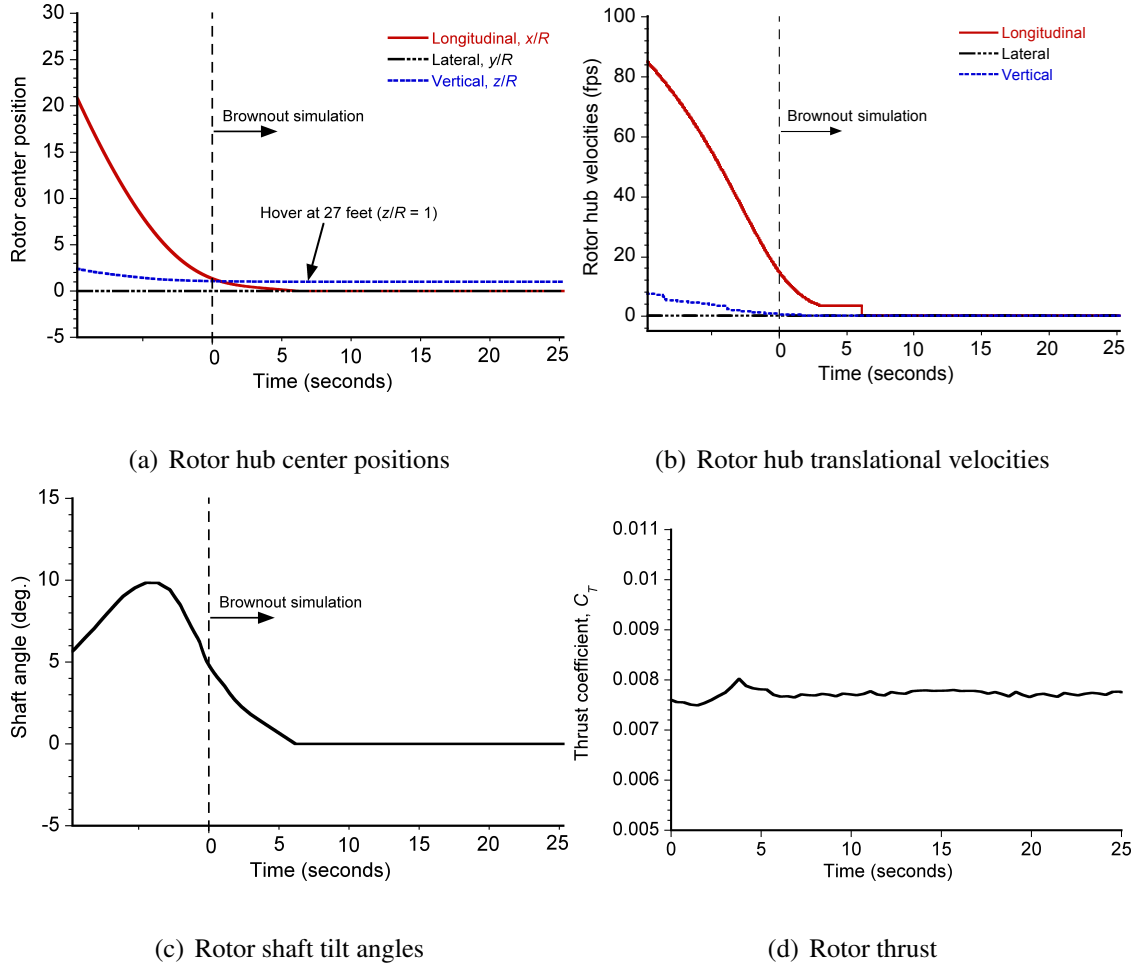 30
25
20
15
10
5
0
-5
Rotor center position
Longitudinal, x/R
Lateral, y/R
Vertical, z/R
Brownout simulation
Hover at 27 feet (z/R = 1)
0 5 10 15 20 25
Time (seconds)
(a) Rotor hub center positions
100
80
60
40
20
0
Rotor hub velocities (fps)
Longitudinal
Lateral
Vertical
Brownout simulation
0 5 10 15 20 25
Time (seconds)
(b) Rotor hub translational velocities
15
10
5
0
-5
Shaft angle (deg.)
Brownout simulation
0 5 10 15 20 25
Time (seconds)
(c) Rotor shaft tilt angles
0.011
0.01
0.009
0.008
0.007
0.006
0.005
Thrust coefficient, C_T
0 5 10 15 20 25
Time (seconds)
(d) Rotor thrust